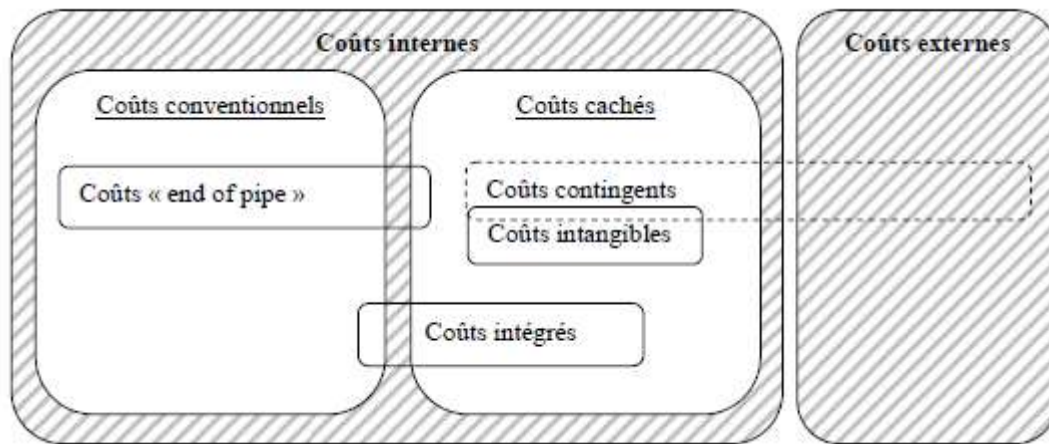 Coûts internes
Coûts externes
Coûts conventionnels
Coûts cachés
Coûts « end of pipe »
Coûts contingents
Coûts intangibles
Coûts intégrés